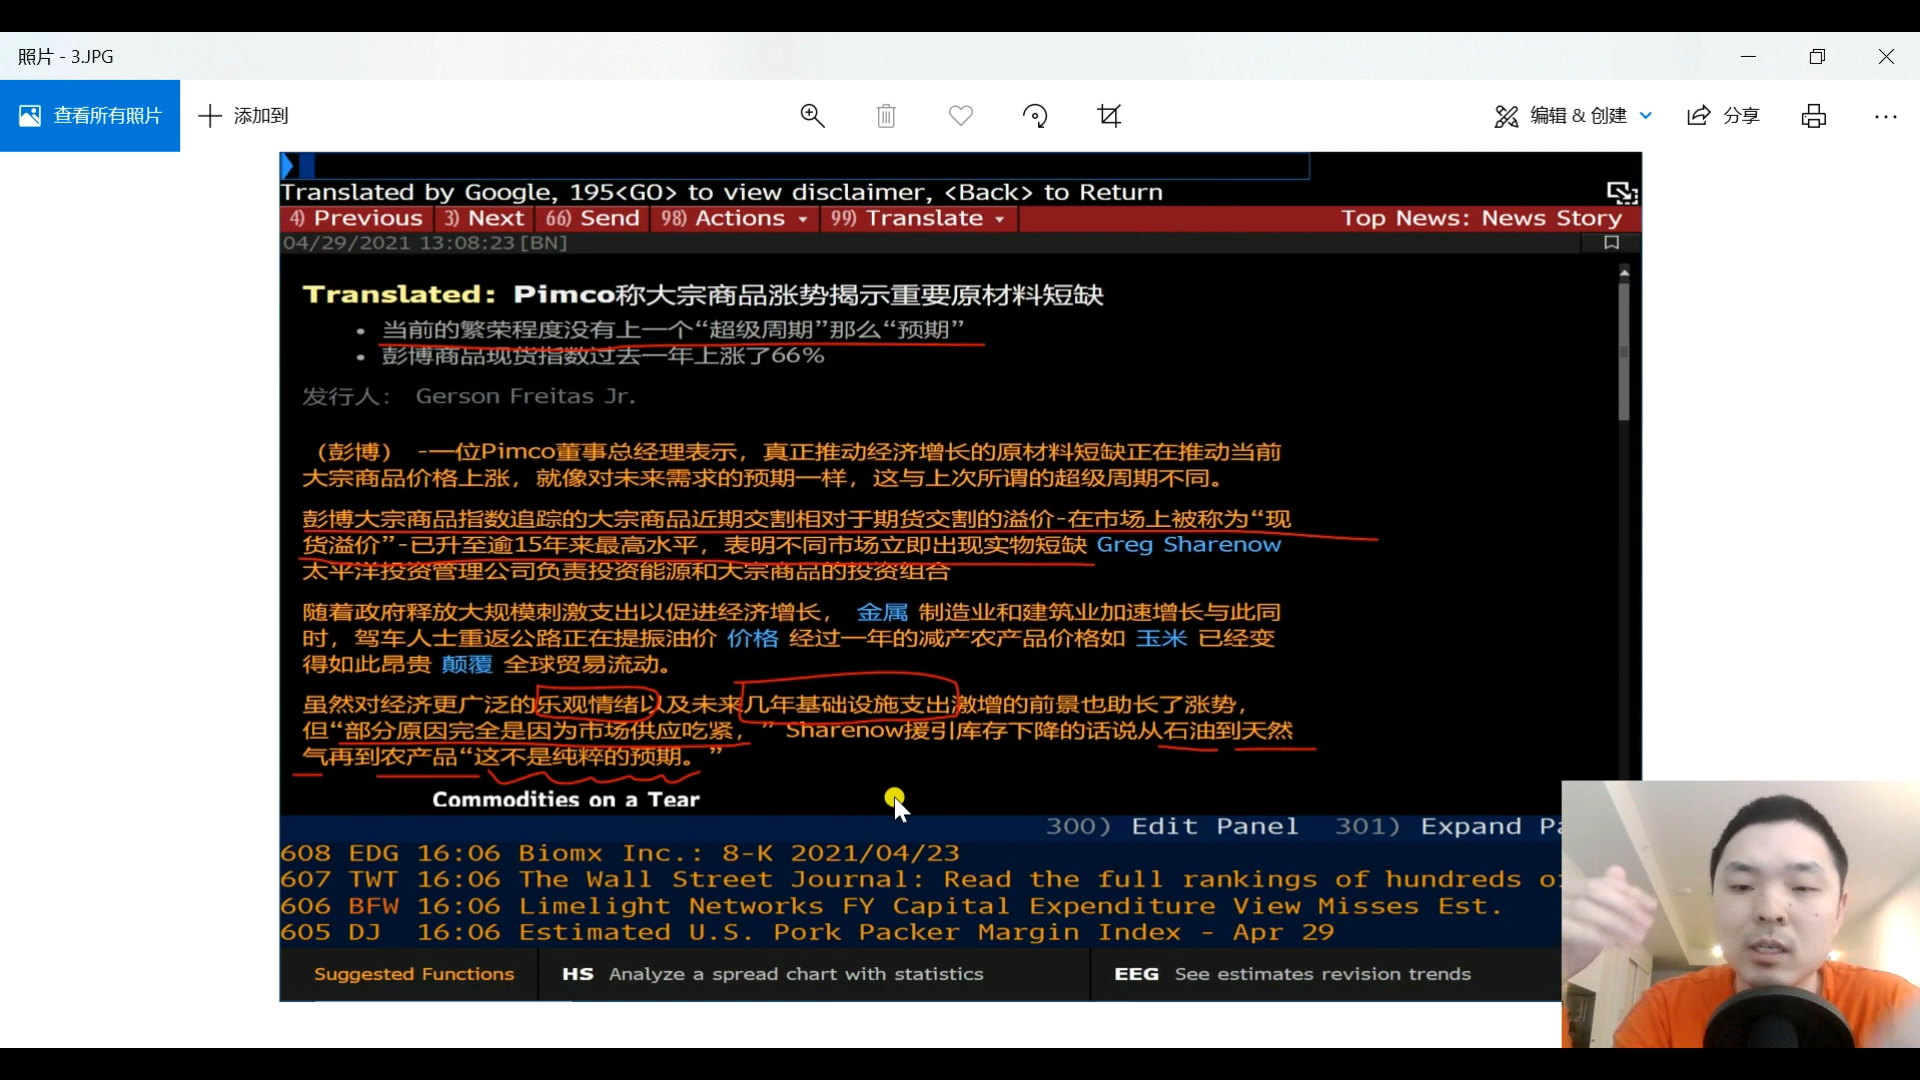 照片 - 3.JPG
查看所有照片 添加到 编辑 & 创建 分享
Translated by Google, 195<GO> to view disclaimer, <Back> to Return
4) Previous 3) Next 66) Send 98) Actions 99) Translate Top News: News Story
04/29/2021 13:08:23 [BN]
Translated: Pimco称大宗商品涨势揭示重要原材料短缺
• 当前的繁荣程度没有上一个“超级周期”那么“预期”
• 彭博商品现货指数过去一年上涨了66%
发行人： Gerson Freitas Jr.
（彭博） -一位Pimco董事总经理表示，真正推动经济增长的原材料短缺正在推动当前
大宗商品价格上涨，就像对未来需求的预期一样，这与上次所谓的超级周期不同。
彭博大宗商品指数追踪的大宗商品近期交割相对于期货交割的溢价-在市场上被称为“现
货溢价”-已升至逾15年来最高水平，表明不同市场立即出现实物短缺 Greg Sharenow
太平洋投资管理公司负责投资能源和大宗商品的投资组合
随着政府释放大规模刺激支出以促进经济增长， 金属 制造业和建筑业加速增长与此同
时，驾车人士重返公路正在提振油价 价格 经过一年的减产农产品价格如 玉米 已经变
得如此昂贵 颠覆 全球贸易流动。
虽然对经济更广泛的乐观情绪以及未来几年基础设施支出激增的前景也助长了涨势，
但“部分原因完全是因为市场供应吃紧，” Sharenow援引库存下降的话说从石油到天然
气再到农产品“这不是纯粹的预期。”
Commodities on a Tear
300) Edit Panel 301) Expand Pa
608 EDG 16:06 Biomx Inc.: 8-K 2021/04/23
607 TWT 16:06 The Wall Street Journal: Read the full rankings of hundreds of
606 BFW 16:06 Limelight Networks FY Capital Expenditure View Misses Est.
605 DJ 16:06 Estimated U.S. Pork Packer Margin Index - Apr 29
Suggested Functions HS Analyze a spread chart with statistics EEG See estimates revision trends